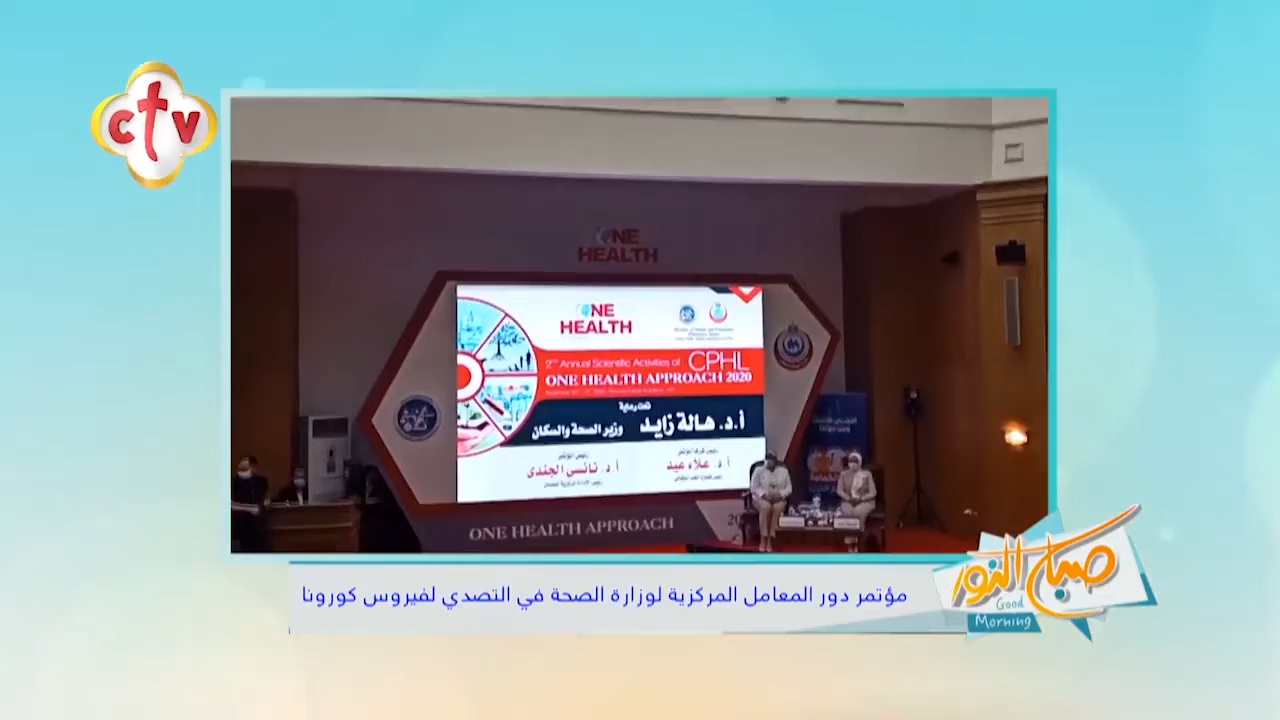 ctv
ONE
HEALTH
ONE
HEALTH
2nd Annual Scientific Activities of CPHL
ONE HEALTH APPROACH 2020
تحت رعاية
أ.د. هالة زايد وزير الصحة والسكان
رئيس المؤتمر
أ.د. علاء عيد
أ.د. نانسي الجندى
ONE HEALTH APPROACH
مؤتمر دور المعامل المركزية لوزارة الصحة في التصدي لفيروس كورونا
صباح النور
Good
Morning